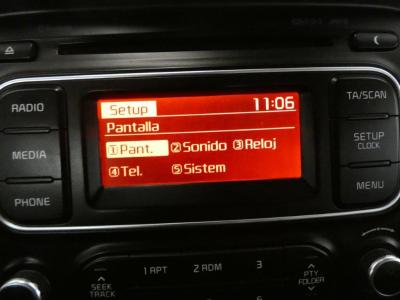 RADIO
MEDIA
PHONE
Setup 11:06
Pantalla
①Pant. ②Sonido ③Reloj
④Tel. ⑤Sistem
TA/SCAN
SETUP
CLOCK
MENU
SEEK
TRACK
1 RPT 2 RDM 3
PTY
FOLDER